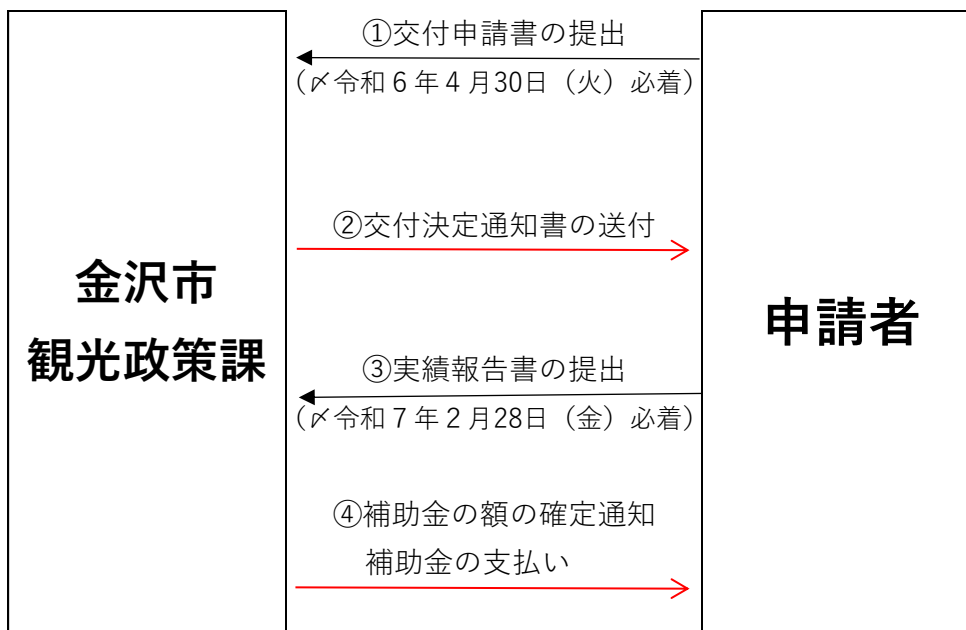 ①交付申請書の提出
(〆令和６年４月30日（火）必着)
②交付決定通知書の送付
金沢市
観光政策課
申請者
③実績報告書の提出
(〆令和７年２月28日（金）必着)
④補助金の額の確定通知
補助金の支払い